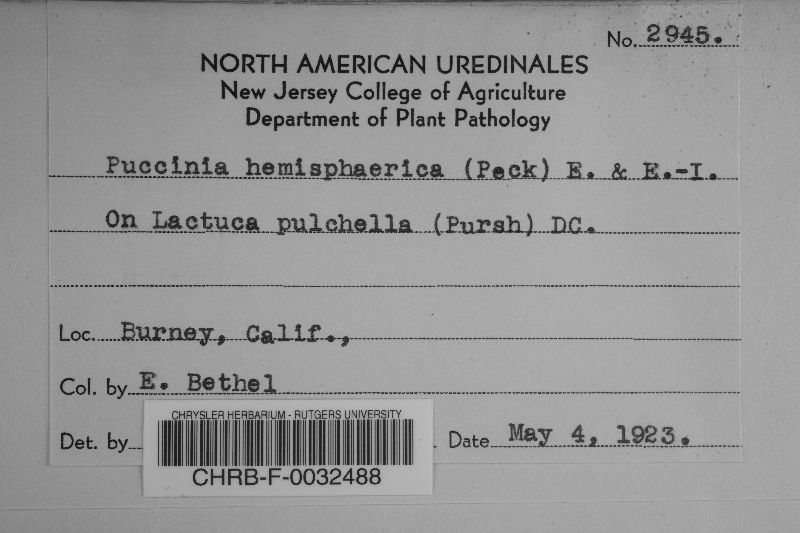 No. 2945.
NORTH AMERICAN UREDINALES
New Jersey College of Agriculture
Department of Plant Pathology
Puccinia hemisphaerica (Peck) E. & E.-I.
On Lactuca pulchella (Pursh) DC.
Loc. Burney, Calif.,
Col. by E. Bethel
Det. by
Date May 4, 1923.
CHRYSLER HERBARIUM - RUTGERS UNIVERSITY
CHRB-F-0032488